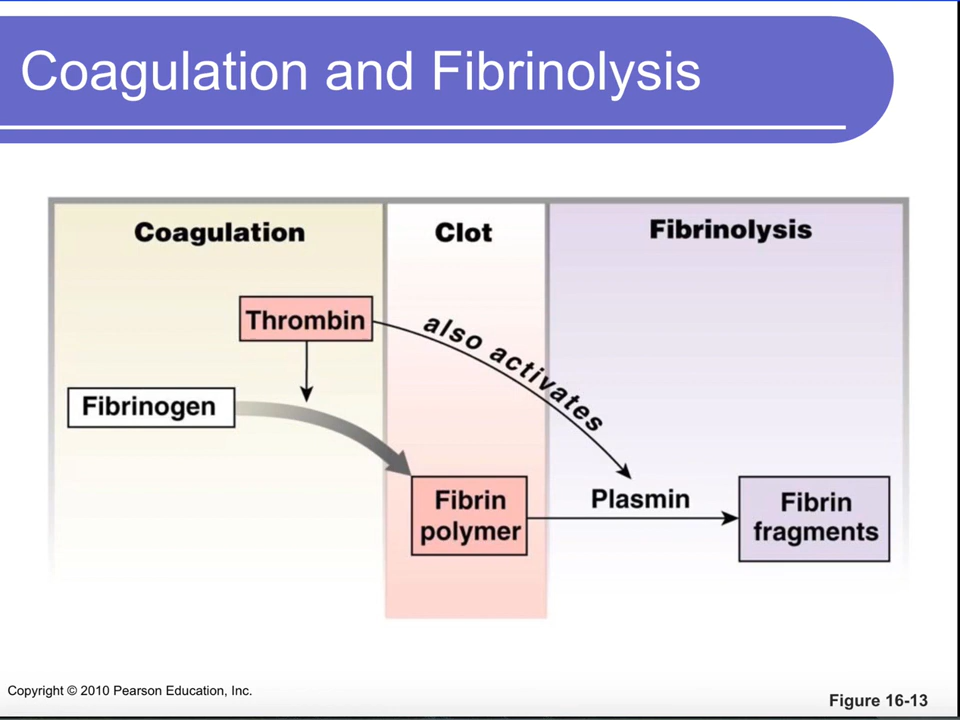 Coagulation and Fibrinolysis
Coagulation
Clot
Fibrinolysis
Thrombin
also activates
Fibrinogen
Fibrin
polymer
Plasmin
Fibrin
fragments
Copyright © 2010 Pearson Education, Inc.
Figure 16-13